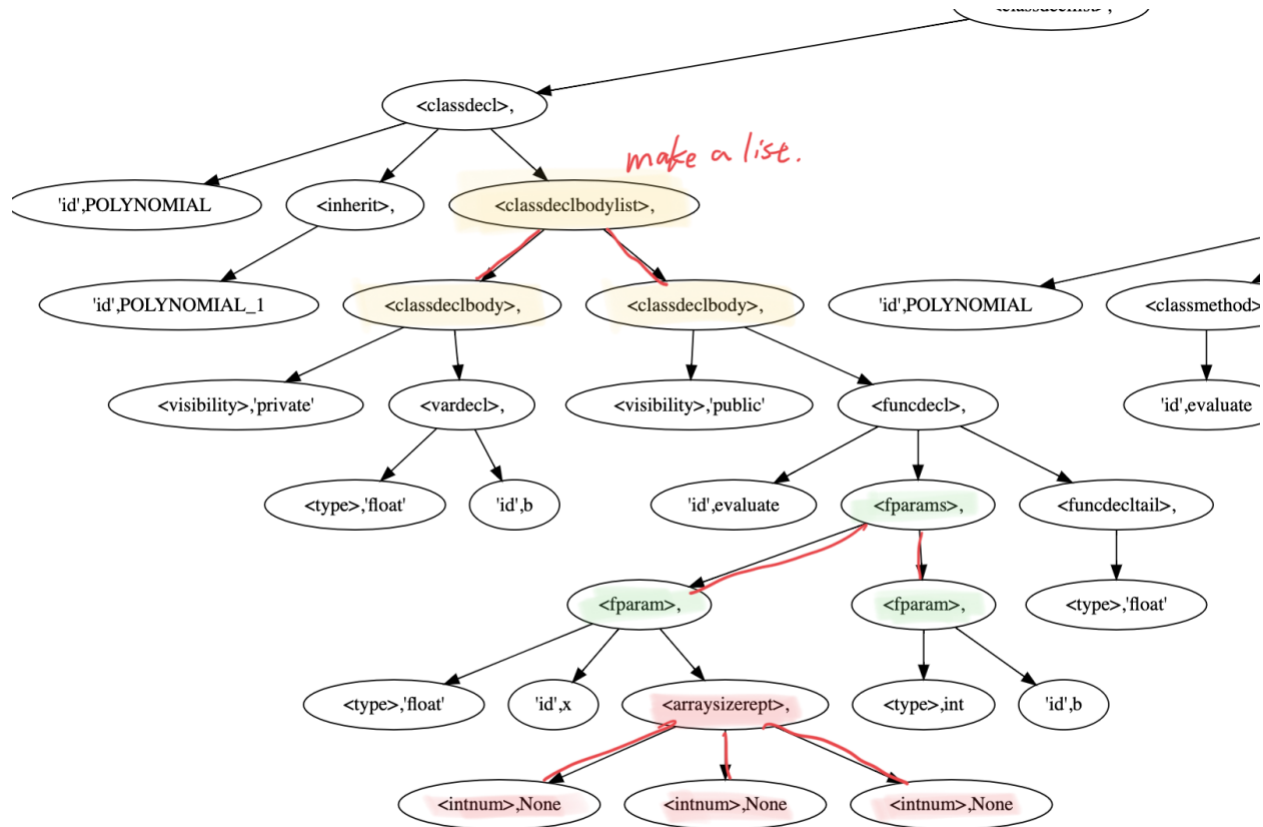 <classdecl>,
make a list.
'id',POLYNOMIAL
<inherit>,
<classdeclbodylist>,
'id',POLYNOMIAL_1
<classdeclbody>,
<classdeclbody>,
'id',POLYNOMIAL
<classmethod>
<visibility>,'private'
<vardecl>,
<visibility>,'public'
<funcdecl>,
'id',evaluate
<type>,'float'
'id',b
'id',evaluate
<fparams>,
<funcdecltail>,
<fparam>,
<fparam>,
<type>,'float'
<type>,'float'
'id',x
<arraysizerept>,
<type>,int
'id',b
<intnum>,None
<intnum>,None
<intnum>,None